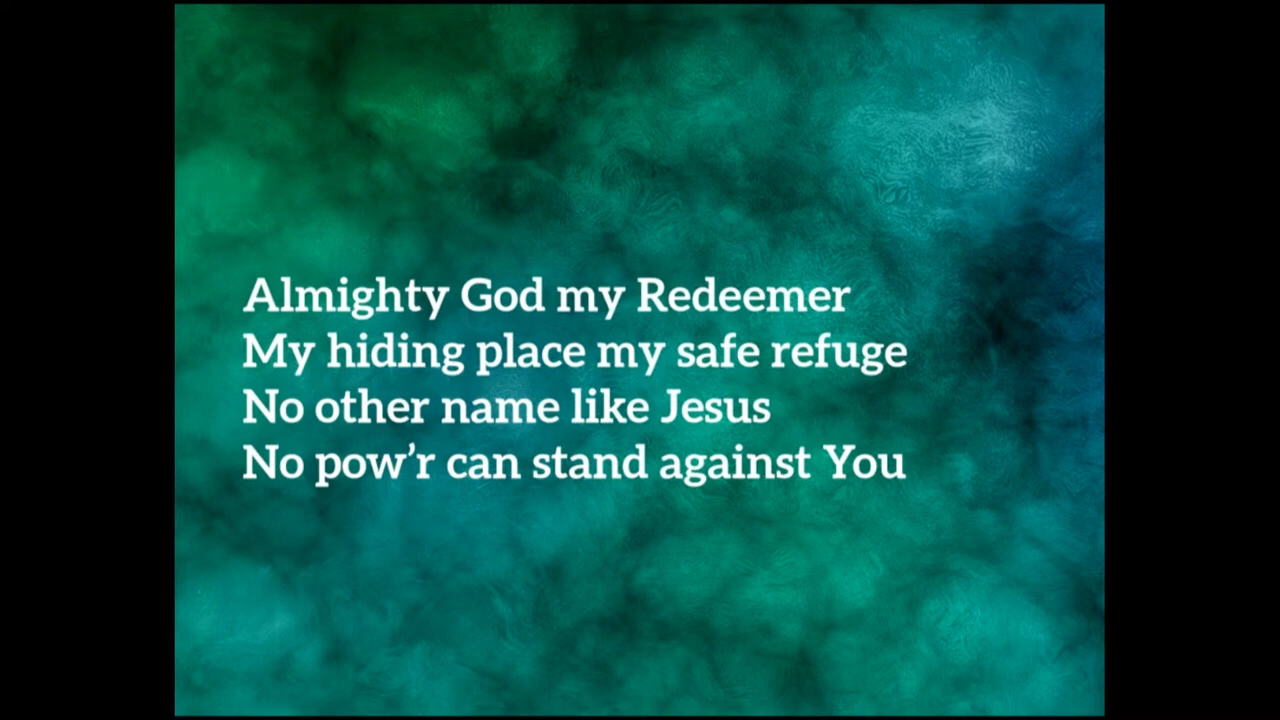 Almighty God my Redeemer
My hiding place my safe refuge
No other name like Jesus
No pow’r can stand against You